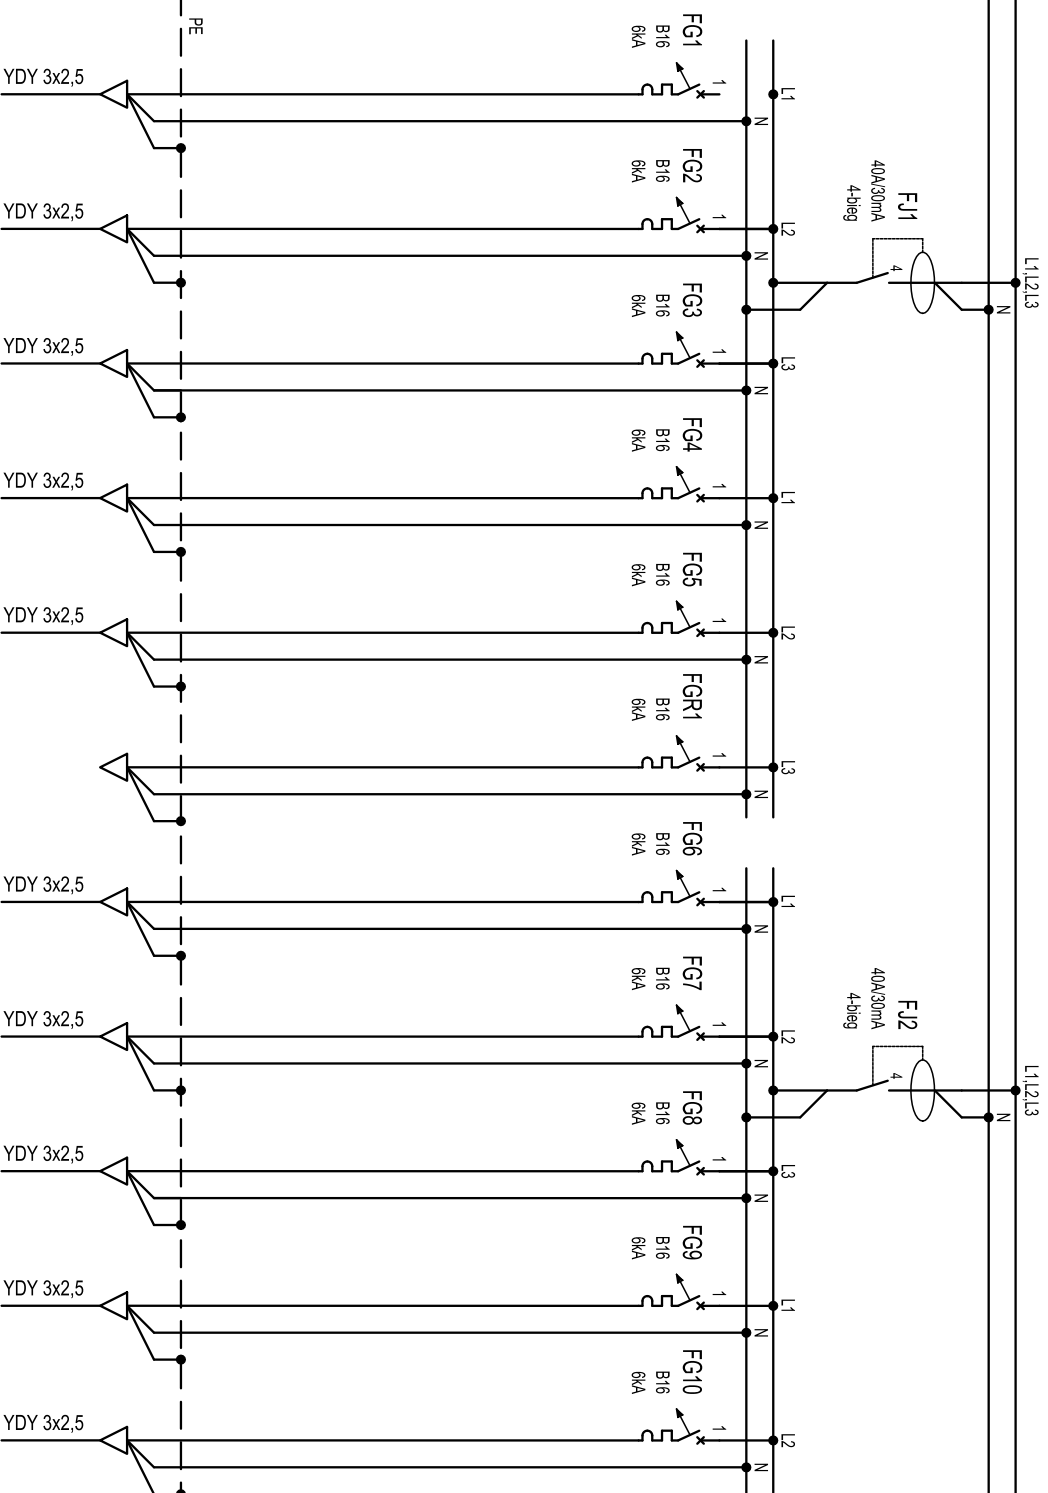 PE
L1,L2,L3
N
FJ1
40A/30mA
4-bieg
4
L1,L2,L3
N
FJ2
40A/30mA
4-bieg
4
L1
N
FG1
B16
6kA
1
YDY 3x2,5
L2
N
FG2
B16
6kA
1
YDY 3x2,5
L3
N
FG3
B16
6kA
1
YDY 3x2,5
L1
N
FG4
B16
6kA
1
YDY 3x2,5
L2
N
FG5
B16
6kA
1
YDY 3x2,5
L3
N
FGR1
B16
6kA
1
L1
N
FG6
B16
6kA
1
YDY 3x2,5
L2
N
FG7
B16
6kA
1
YDY 3x2,5
L3
N
FG8
B16
6kA
1
YDY 3x2,5
L1
N
FG9
B16
6kA
1
YDY 3x2,5
L2
N
FG10
B16
6kA
1
YDY 3x2,5